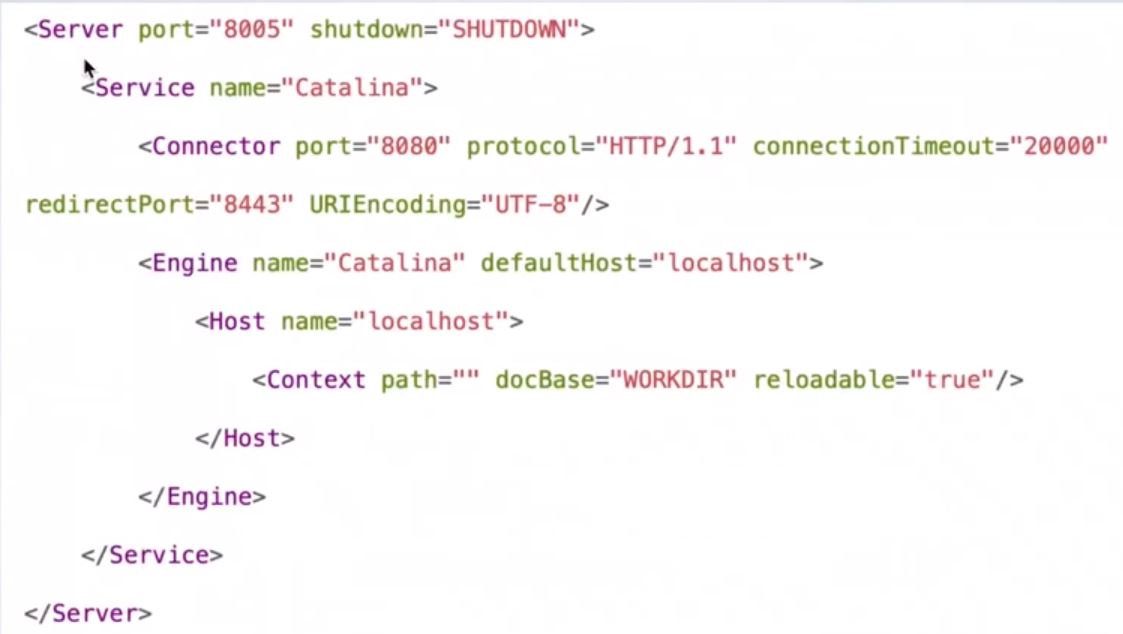 <Server port="8005" shutdown="SHUTDOWN">
<Service name="Catalina">
<Connector port="8080" protocol="HTTP/1.1" connectionTimeout="20000"
redirectPort="8443" URIEncoding="UTF-8"/>
<Engine name="Catalina" defaultHost="localhost">
<Host name="localhost">
<Context path="" docBase="WORKDIR" reloadable="true"/>
</Host>
</Engine>
</Service>
</Server>